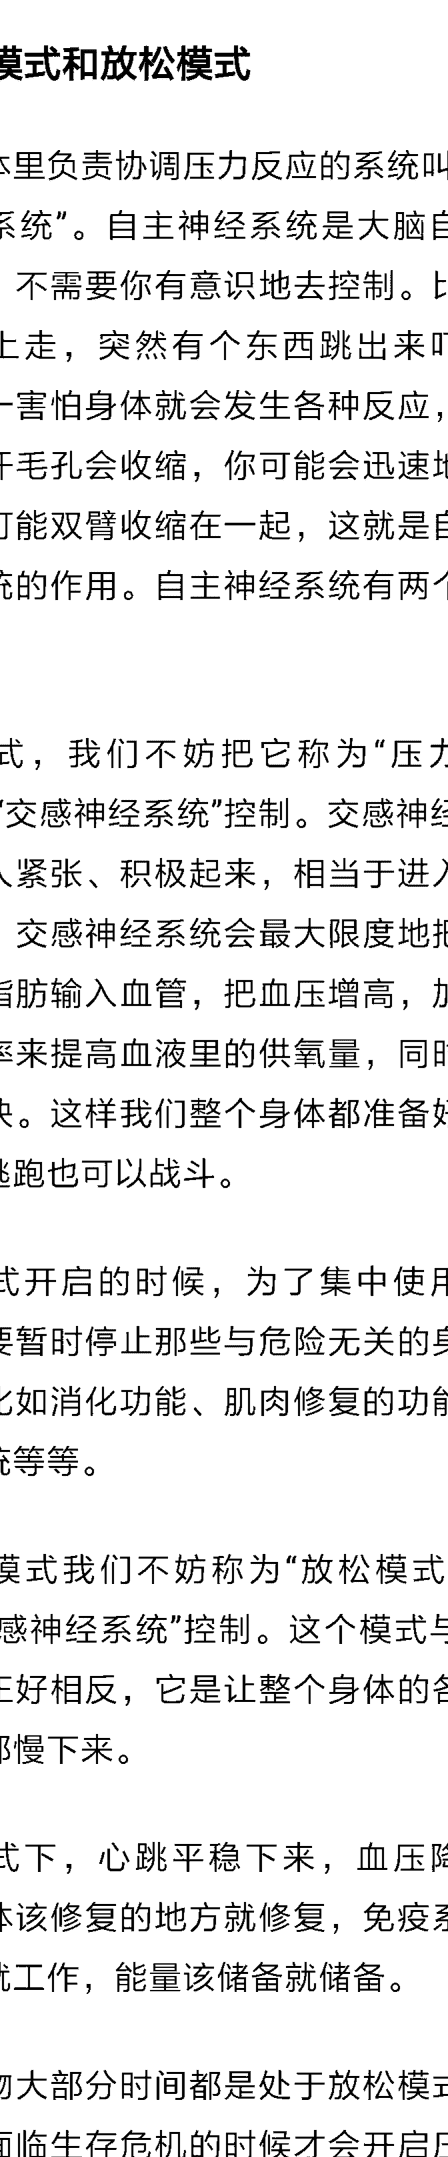 模式和放松模式
体里负责协调压力反应的系统叫
系统”。自主神经系统是大脑自
不需要你有意识地去控制。比
上走，突然有个东西跳出来吓
一害怕身体就会发生各种反应，
汗毛孔会收缩，你可能会迅速地
可能双臂收缩在一起，这就是自
统的作用。自主神经系统有两个
式，我们不妨把它称为“压力
“交感神经系统”控制。交感神经
人紧张、积极起来，相当于进入
交感神经系统会最大限度地把
脂肪输入血管，把血压增高，加
率来提高血液里的供氧量，同时
快。这样我们整个身体都准备好
逃跑也可以战斗。
式开启的时候，为了集中使用
要暂时停止那些与危险无关的身
比如消化功能、肌肉修复的功能
统等等。
模式我们不妨称为“放松模式
感神经系统”控制。这个模式与
正好相反，它是让整个身体的各
都慢下来。
式下，心跳平稳下来，血压降
体该修复的地方就修复，免疫系
就工作，能量该储备就储备。
物大部分时间都是处于放松模式
面临生存危机的时候才会开启压